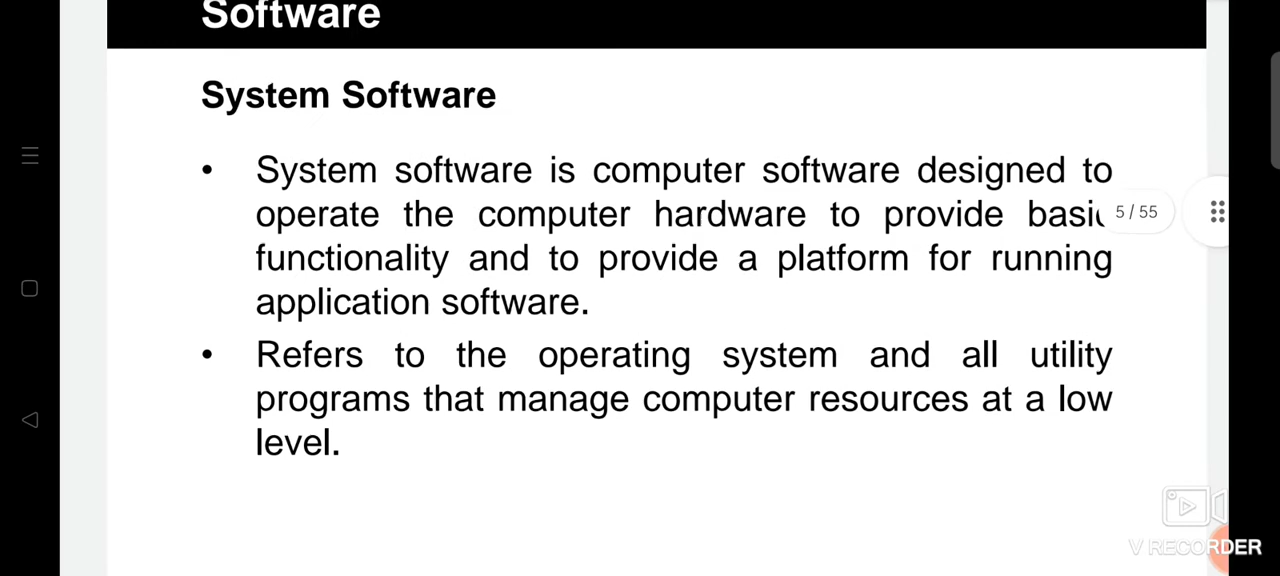 Software
System Software
• System software is computer software designed to
operate the computer hardware to provide basic
5 / 55
functionality and to provide a platform for running
application software.
• Refers to the operating system and all utility
programs that manage computer resources at a low
level.
V RECORDER